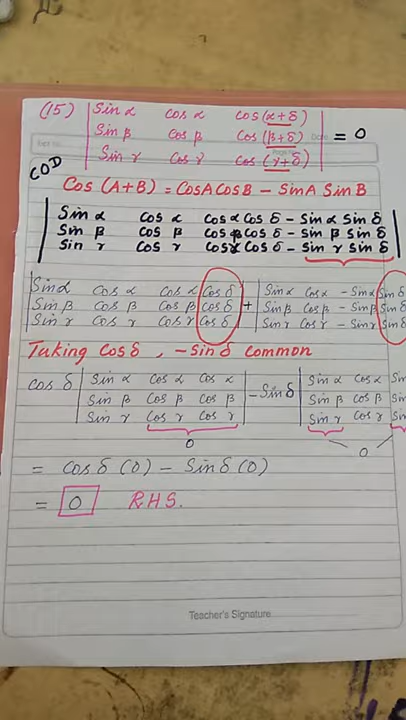 (15) | Sin α   cos α   cos(α+δ) |
| Sin β   cos β   cos(β+δ) | = 0
| Sin γ   cos γ   cos(γ+δ) |
COD
Cos (A+B) = CosA CosB - SinA SinB
| Sin α   cos α   cos α cos δ - Sin α Sin δ |
| Sin β   cos β   cos β cos δ - Sin β Sin δ |
| Sin γ   cos γ   cos γ cos δ - Sin γ Sin δ |
| Sin α   cos α   cos α cos δ |   | Sin α   cos α   - Sin α Sin δ
| Sin β   cos β   cos β cos δ | + | Sin β   cos β   - Sin β Sin δ
| Sin γ   cos γ   cos γ cos δ |   | Sin γ   cos γ   - Sin γ Sin δ
Taking Cos δ , - Sin δ Common
cos δ | Sin α   cos α   cos α | - Sin δ | Sin α   cos α   Sin
| Sin β   cos β   cos β |   | Sin β   cos β
| Sin γ   cos γ   cos γ |   | Sin γ   cos γ
0   0
= cos δ (0) - Sin δ (0)
= 0   RHS.
Teacher's Signature